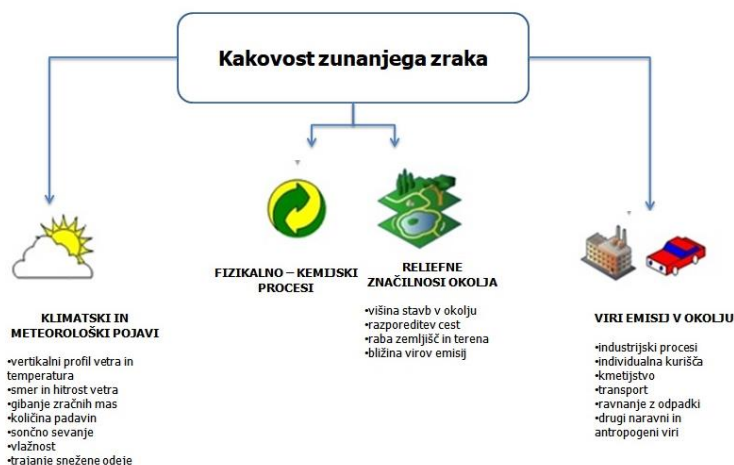 Kakovost zunanjega zraka
KLIMATSKI IN
METEOROLOŠKI POJAVI
•vertikalni profil vetra in
temperatura
•smer in hitrost vetra
•gibanje zračnih mas
•količina padavin
•sončno sevanje
•vlažnost
•trajanje snežene odeje
FIZIKALNO – KEMIJSKI
PROCESI
RELIEFNE
ZNAČILNOSI OKOLJA
•višina stavb v okolju
•razporeditev cest
•raba zemljišč in terena
•bližina virov emisij
VIRI EMISIJ V OKOLJU
•industrijski procesi
•individualna kurišča
•kmetijstvo
•transport
•ravnanje z odpadki
•drugi naravni in
antropogeni viri